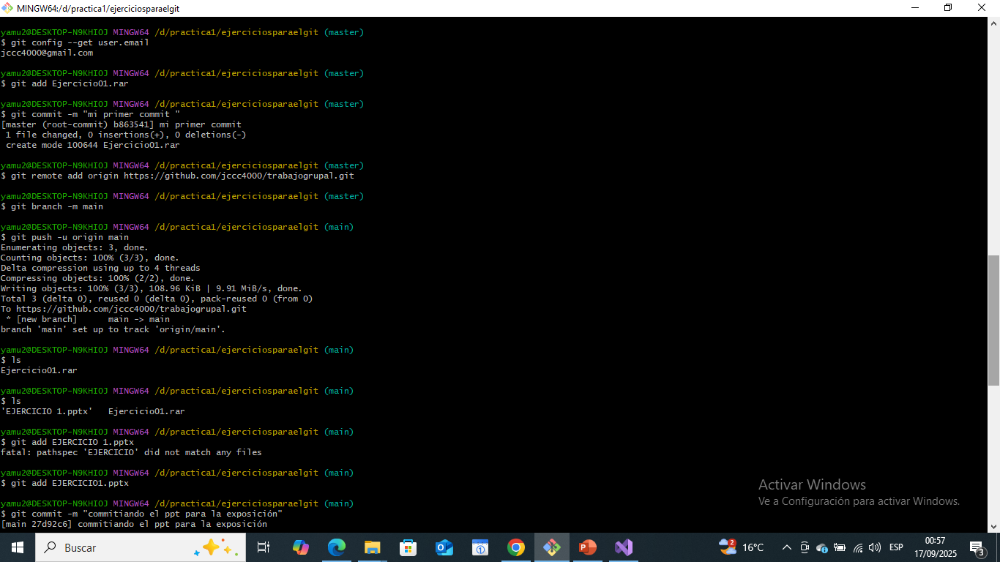 MINGW64:/d/practica1/ejerciciosparaelgit
yamu2@DESKTOP-N9KHIOJ MINGW64 /d/practica1/ejerciciosparaelgit (master)
$ git config --get user.email
jccc4000@gmail.com
yamu2@DESKTOP-N9KHIOJ MINGW64 /d/practica1/ejerciciosparaelgit (master)
$ git add Ejercicio01.rar
yamu2@DESKTOP-N9KHIOJ MINGW64 /d/practica1/ejerciciosparaelgit (master)
$ git commit -m "mi primer commit "
[master (root-commit) b863541] mi primer commit
 1 file changed, 0 insertions(+), 0 deletions(-)
 create mode 100644 Ejercicio01.rar
yamu2@DESKTOP-N9KHIOJ MINGW64 /d/practica1/ejerciciosparaelgit (master)
$ git remote add origin https://github.com/jccc4000/trabajogrupal.git
yamu2@DESKTOP-N9KHIOJ MINGW64 /d/practica1/ejerciciosparaelgit (master)
$ git branch -m main
yamu2@DESKTOP-N9KHIOJ MINGW64 /d/practica1/ejerciciosparaelgit (main)
$ git push -u origin main
Enumerating objects: 3, done.
Counting objects: 100% (3/3), done.
Delta compression using up to 4 threads
Compressing objects: 100% (2/2), done.
Writing objects: 100% (3/3), 108.96 KiB | 9.91 MiB/s, done.
Total 3 (delta 0), reused 0 (delta 0), pack-reused 0 (from 0)
To https://github.com/jccc4000/trabajogrupal.git
 * [new branch]      main -> main
branch 'main' set up to track 'origin/main'.
yamu2@DESKTOP-N9KHIOJ MINGW64 /d/practica1/ejerciciosparaelgit (main)
$ ls
Ejercicio01.rar
yamu2@DESKTOP-N9KHIOJ MINGW64 /d/practica1/ejerciciosparaelgit (main)
$ ls
'EJERCICIO 1.pptx'   Ejercicio01.rar
yamu2@DESKTOP-N9KHIOJ MINGW64 /d/practica1/ejerciciosparaelgit (main)
$ git add EJERCICIO 1.pptx
fatal: pathspec 'EJERCICIO' did not match any files
yamu2@DESKTOP-N9KHIOJ MINGW64 /d/practica1/ejerciciosparaelgit (main)
$ git add EJERCICIO1.pptx
yamu2@DESKTOP-N9KHIOJ MINGW64 /d/practica1/ejerciciosparaelgit (main)
$ git commit -m "commitiando el ppt para la exposición"
[main 27d92c6] commitiando el ppt para la exposición
Activar Windows
Ve a Configuración para activar Windows.
Buscar
2
16°C
ESP
00:57
17/09/2025
3